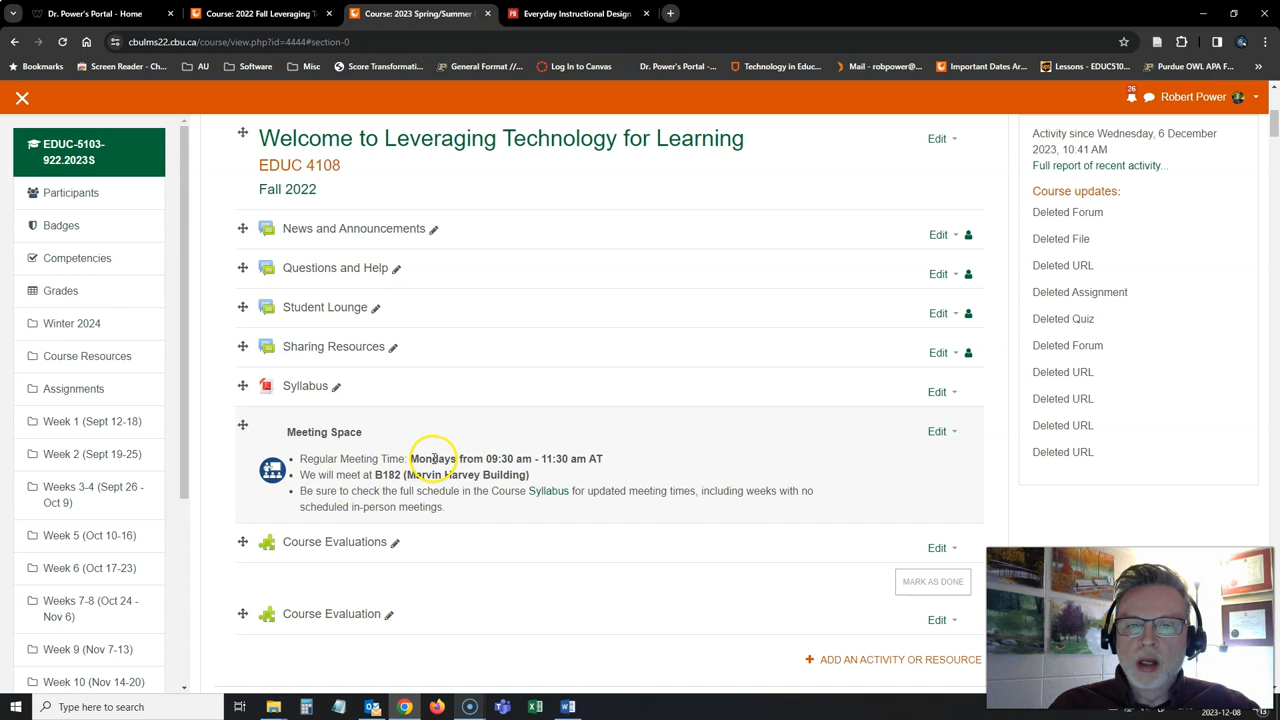 Dr. Power's Portal - Home
Course: 2022 Fall Leveraging T
Course: 2023 Spring/Summer
Everyday Instructional Design
cbulms22.cbu.ca/course/view.php?id=4444#section-0
Bookmarks
Screen Reader - Ch...
AU
Software
Misc
Score Transformati...
General Format //...
Log In to Canvas
Dr. Power's Portal -...
Technology in Educ...
Mail - robpower@n...
Important Dates Ar...
Lessons - EDUC510...
Purdue OWL APA F...
26
Robert Power
EDUC-5103-
922.2023S
Participants
Badges
Competencies
Grades
Winter 2024
Course Resources
Assignments
Week 1 (Sept 12-18)
Week 2 (Sept 19-25)
Weeks 3-4 (Sept 26 -
Oct 9)
Week 5 (Oct 10-16)
Week 6 (Oct 17-23)
Weeks 7-8 (Oct 24 -
Nov 6)
Week 9 (Nov 7-13)
Week 10 (Nov 14-20)
Welcome to Leveraging Technology for Learning
Edit
EDUC 4108
Fall 2022
News and Announcements
Edit
Questions and Help
Edit
Student Lounge
Edit
Sharing Resources
Edit
Syllabus
Edit
Meeting Space
Edit
Regular Meeting Time: Mondays from 09:30 am - 11:30 am AT
We will meet at B182 (Marvin Harvey Building)
Be sure to check the full schedule in the Course Syllabus for updated meeting times, including weeks with no
scheduled in-person meetings.
Course Evaluations
Edit
MARK AS DONE
Course Evaluation
Edit
ADD AN ACTIVITY OR RESOURCE
Activity since Wednesday, 6 December
2023, 10:41 AM
Full report of recent activity...
Course updates:
Deleted Forum
Deleted File
Deleted URL
Deleted Assignment
Deleted Quiz
Deleted Forum
Deleted URL
Deleted URL
Deleted URL
Deleted URL
Type here to search
2023-12-08